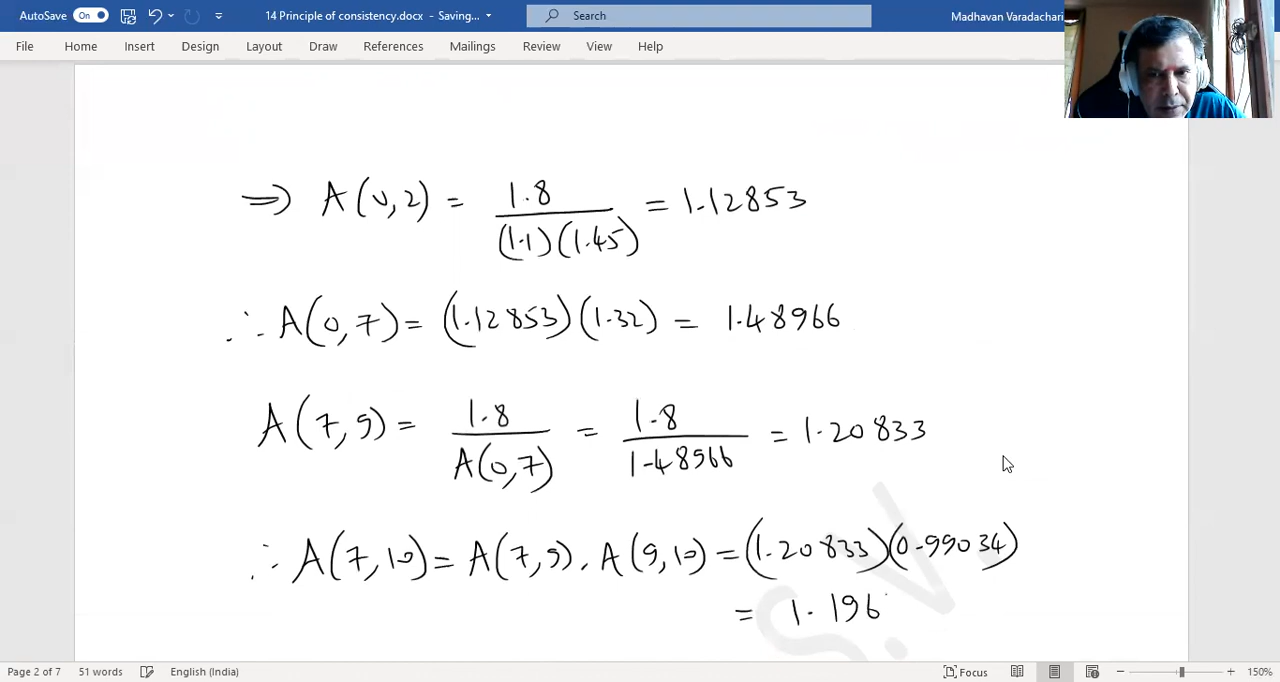 AutoSave On 14 Principle of consistency.docx - Saving... Search Madhavan Varadachari
File Home Insert Design Layout Draw References Mailings Review View Help
⇒ A(0,2) = 1.8 / (1.1)(1.45) = 1.12853
∴ A(0,7) = (1.12853)(1.32) = 1.48966
A(7,9) = 1.8 / A(0,7) = 1.8 / 1.48966 = 1.20833
∴ A(7,10) = A(7,9) . A(9,10) = (1.20833)(0.99034)
= 1.196
S.V
Page 2 of 7 51 words English (India) Focus 150%